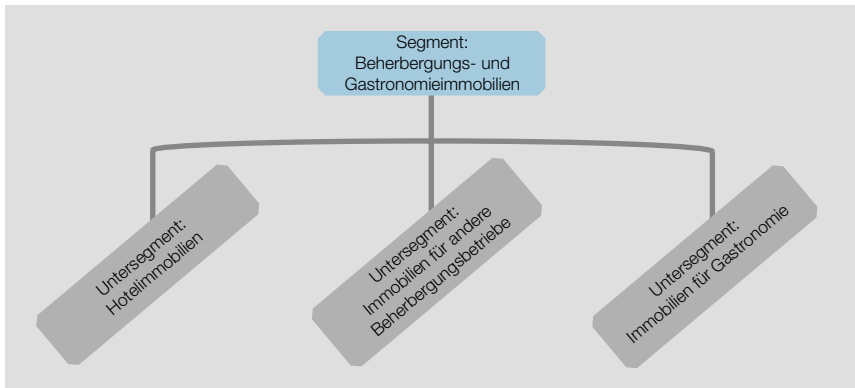 Segment:
Beherbergungs- und
Gastronomieimmobilien
Untersegment:
Hotelimmobilien
Untersegment:
Immobilien für andere
Beherbergungsbetriebe
Untersegment:
Immobilien für Gastronomie